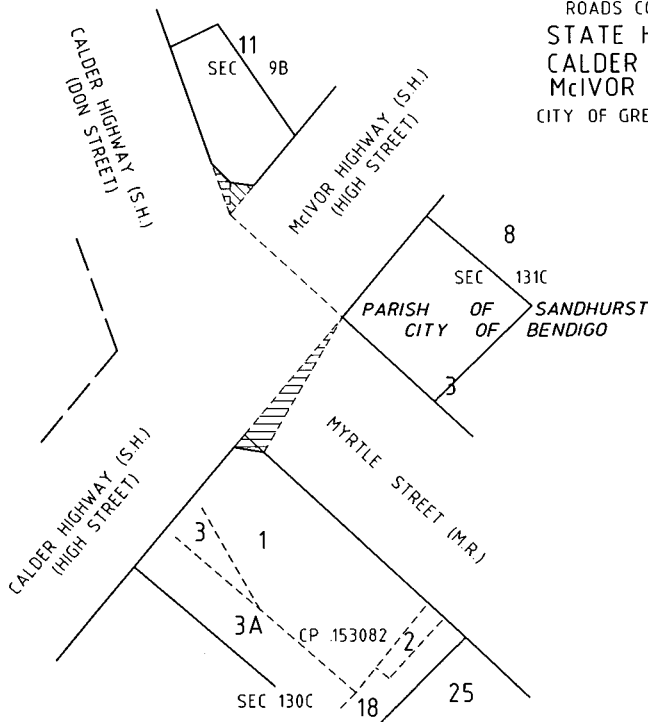 ROADS CO
STATE H
CALDER
McIVOR
CITY OF GRE
CALDER HIGHWAY (S.H.)
(DON STREET)
11
SEC 9B
McIVOR HIGHWAY (S.H.)
(HIGH STREET)
8
SEC 131C
PARISH OF SANDHURST
CITY OF BENDIGO
3
MYRTLE STREET (M.R.)
CALDER HIGHWAY (S.H.)
(HIGH STREET)
3
1
3A
CP 153082
2
SEC 130C
18
25